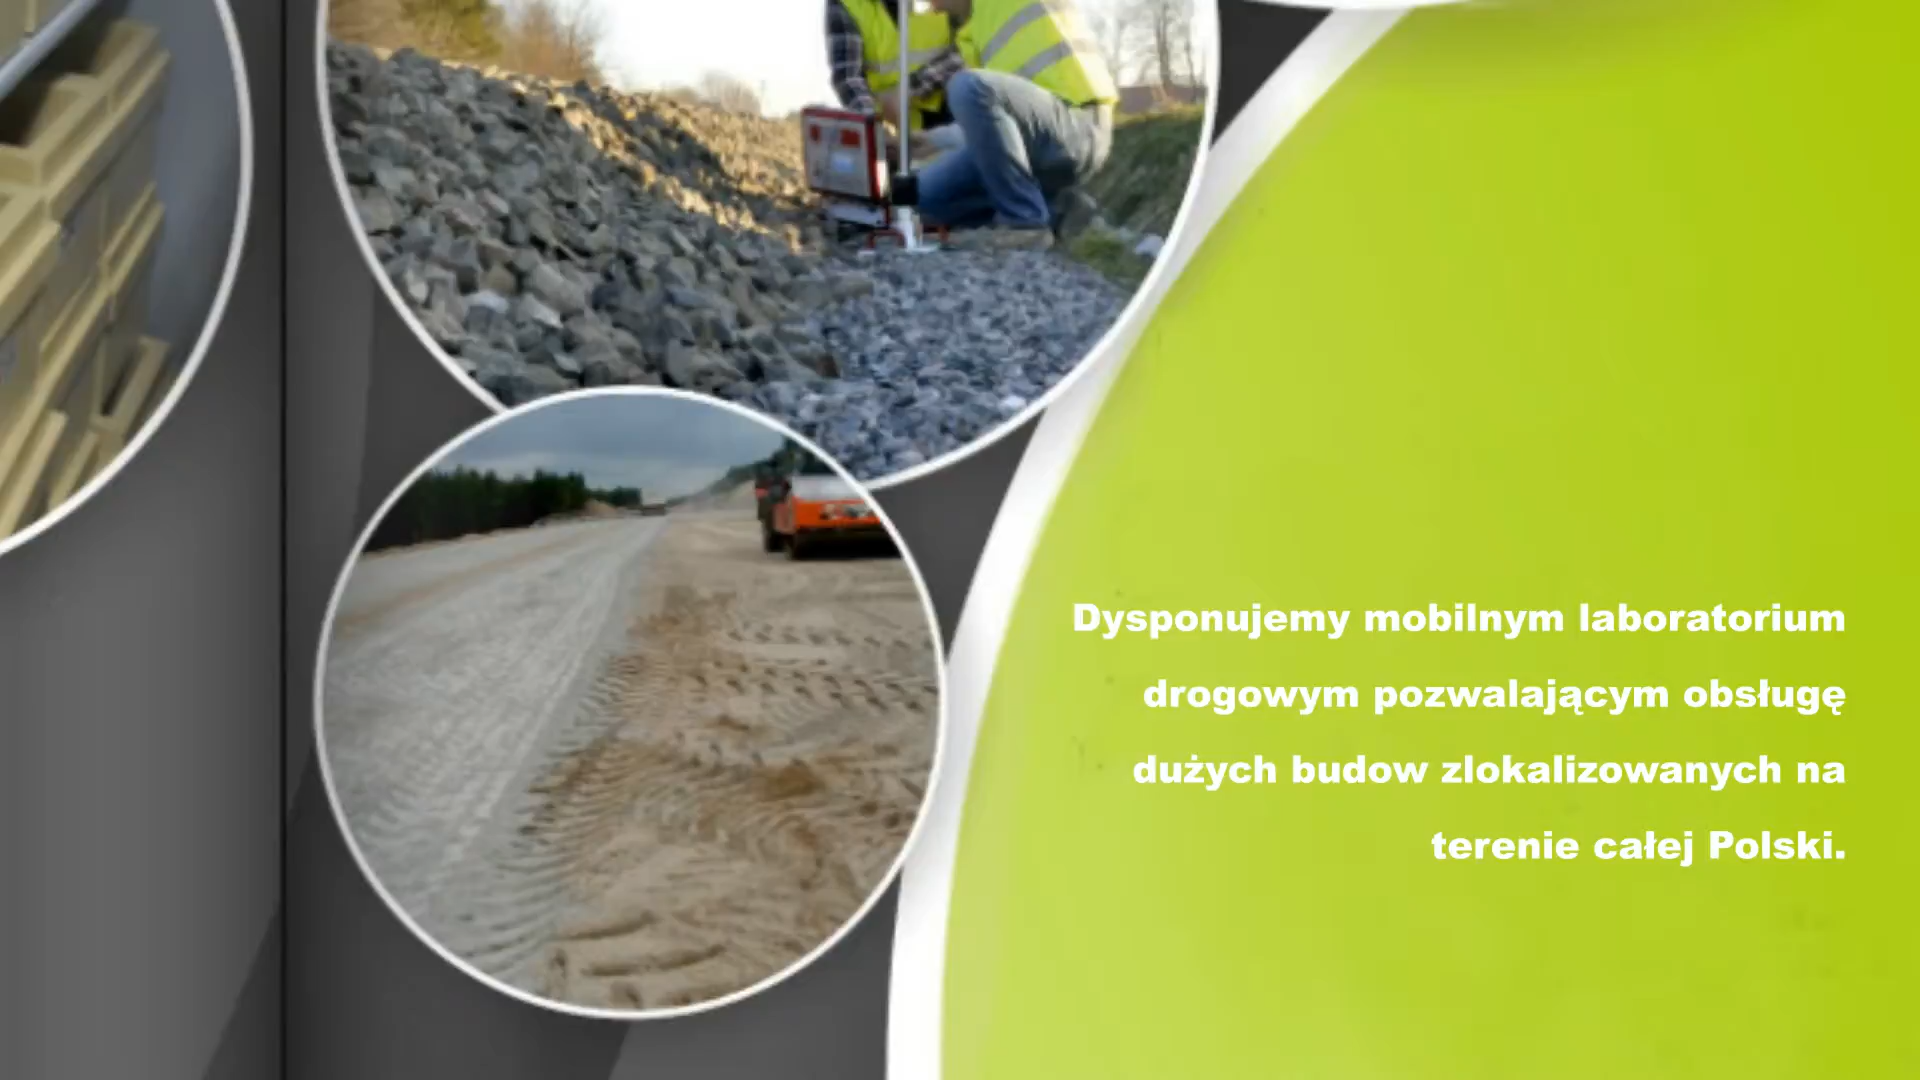 Dysponujemy mobilnym laboratorium
drogowym pozwalającym obsługę
dużych budow zlokalizowanych na
terenie całej Polski.